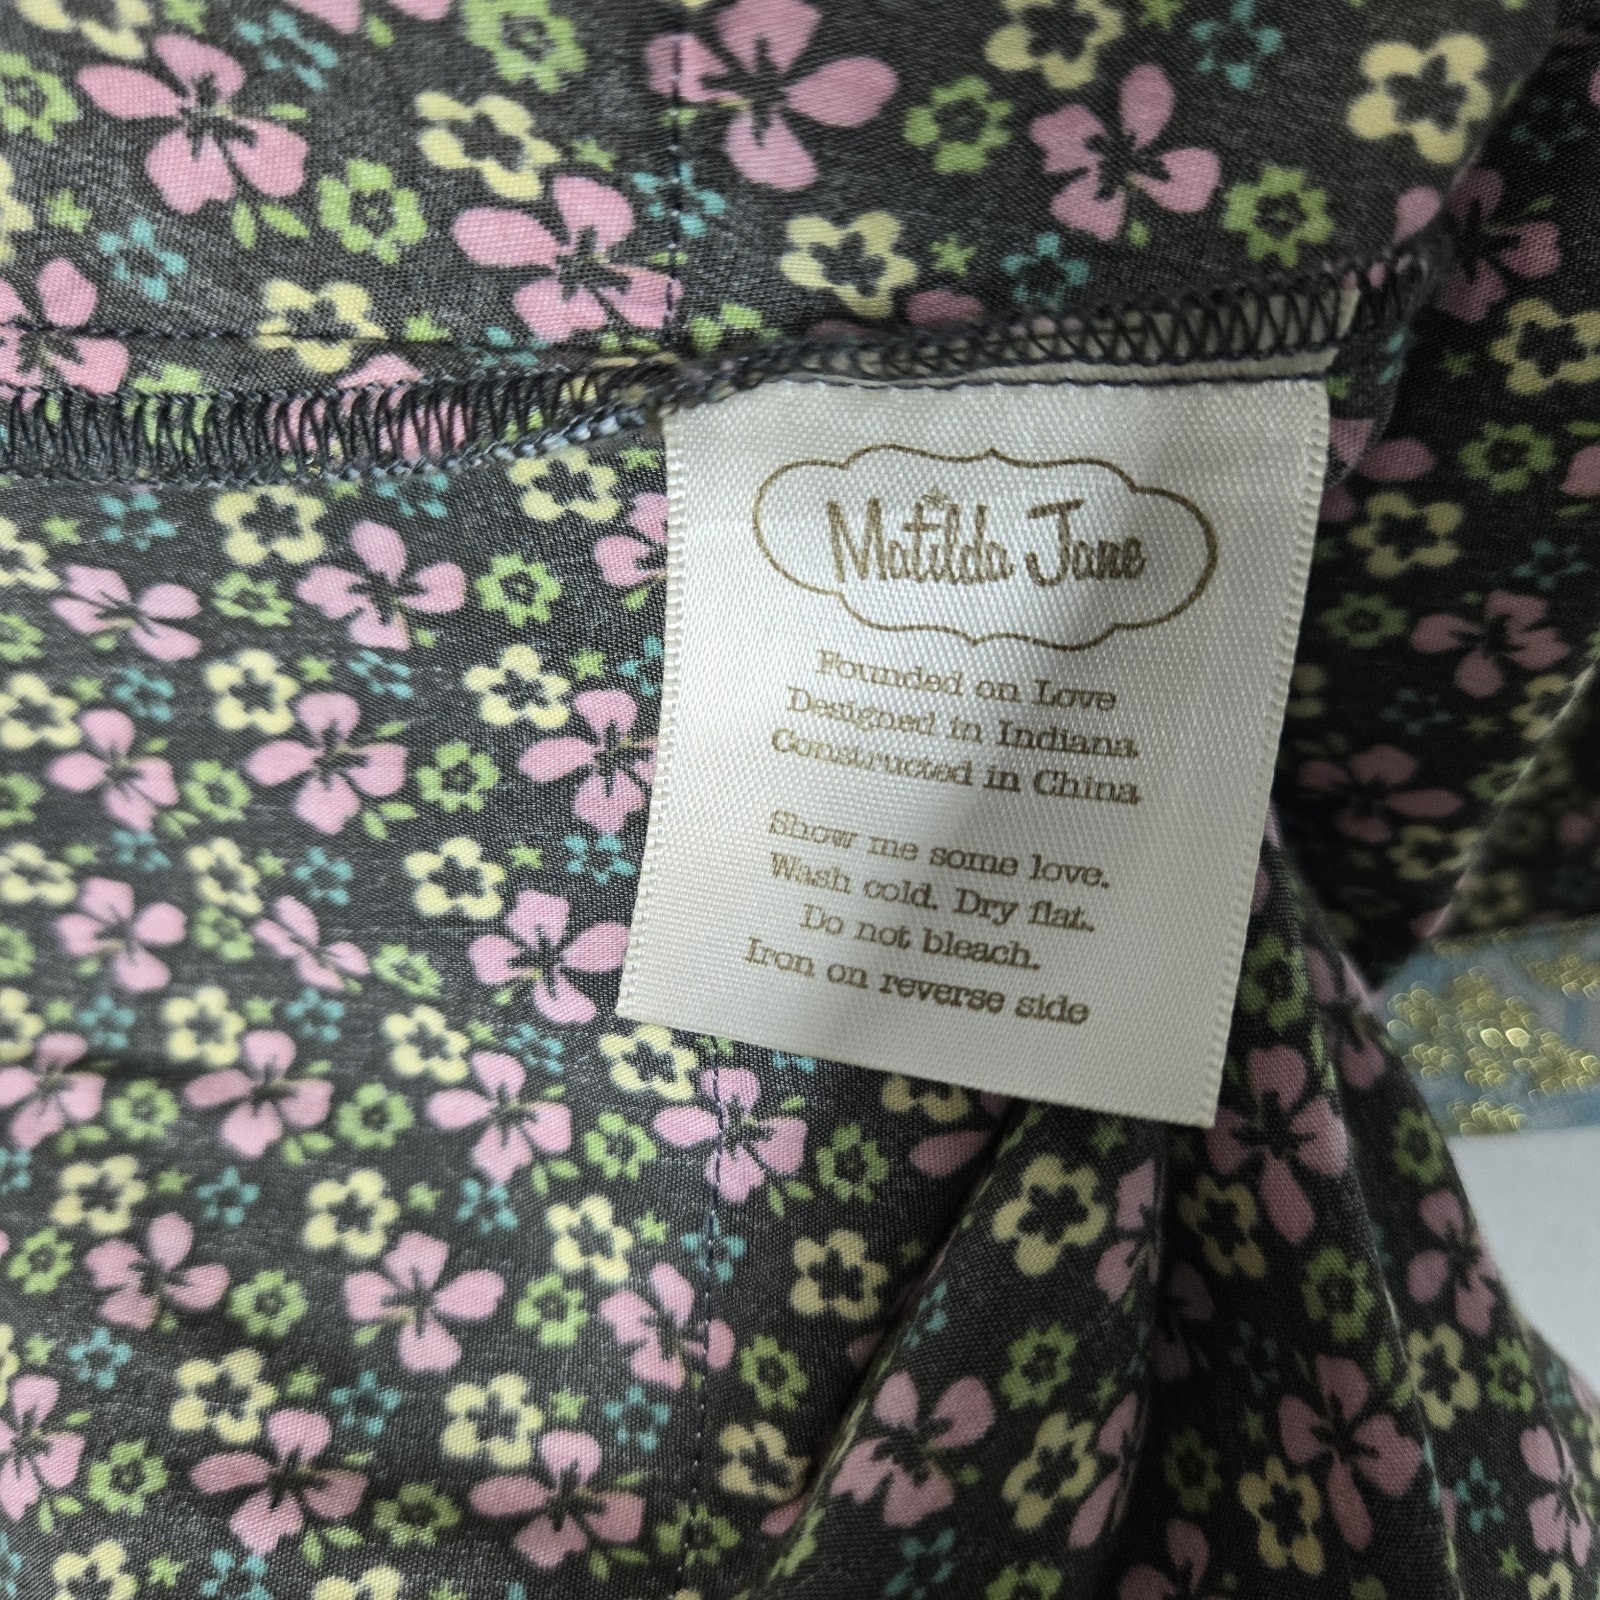 Matilda Jane
Founded on Love
Designed in Indiana
Constructed in China
Show me some love.
Wash cold. Dry flat.
Do not bleach.
Iron on reverse side